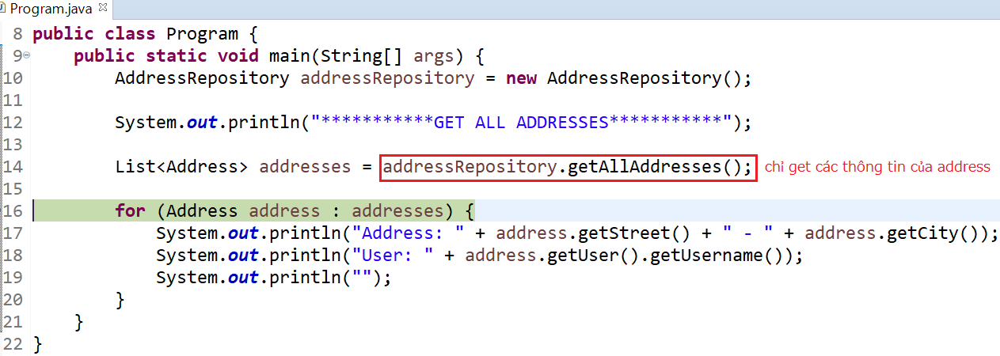 Program.java
8 public class Program {
9 public static void main(String[] args) {
10 AddressRepository addressRepository = new AddressRepository();
11
12 System.out.println("***********GET ALL ADDRESSES***********");
13
14 List<Address> addresses = addressRepository.getAllAddresses(); chỉ get các thông tin của address
15
16 for (Address address : addresses) {
17 System.out.println("Address: " + address.getStreet() + " - " + address.getCity());
18 System.out.println("User: " + address.getUser().getUsername());
19 System.out.println("");
20 }
21 }
22 }